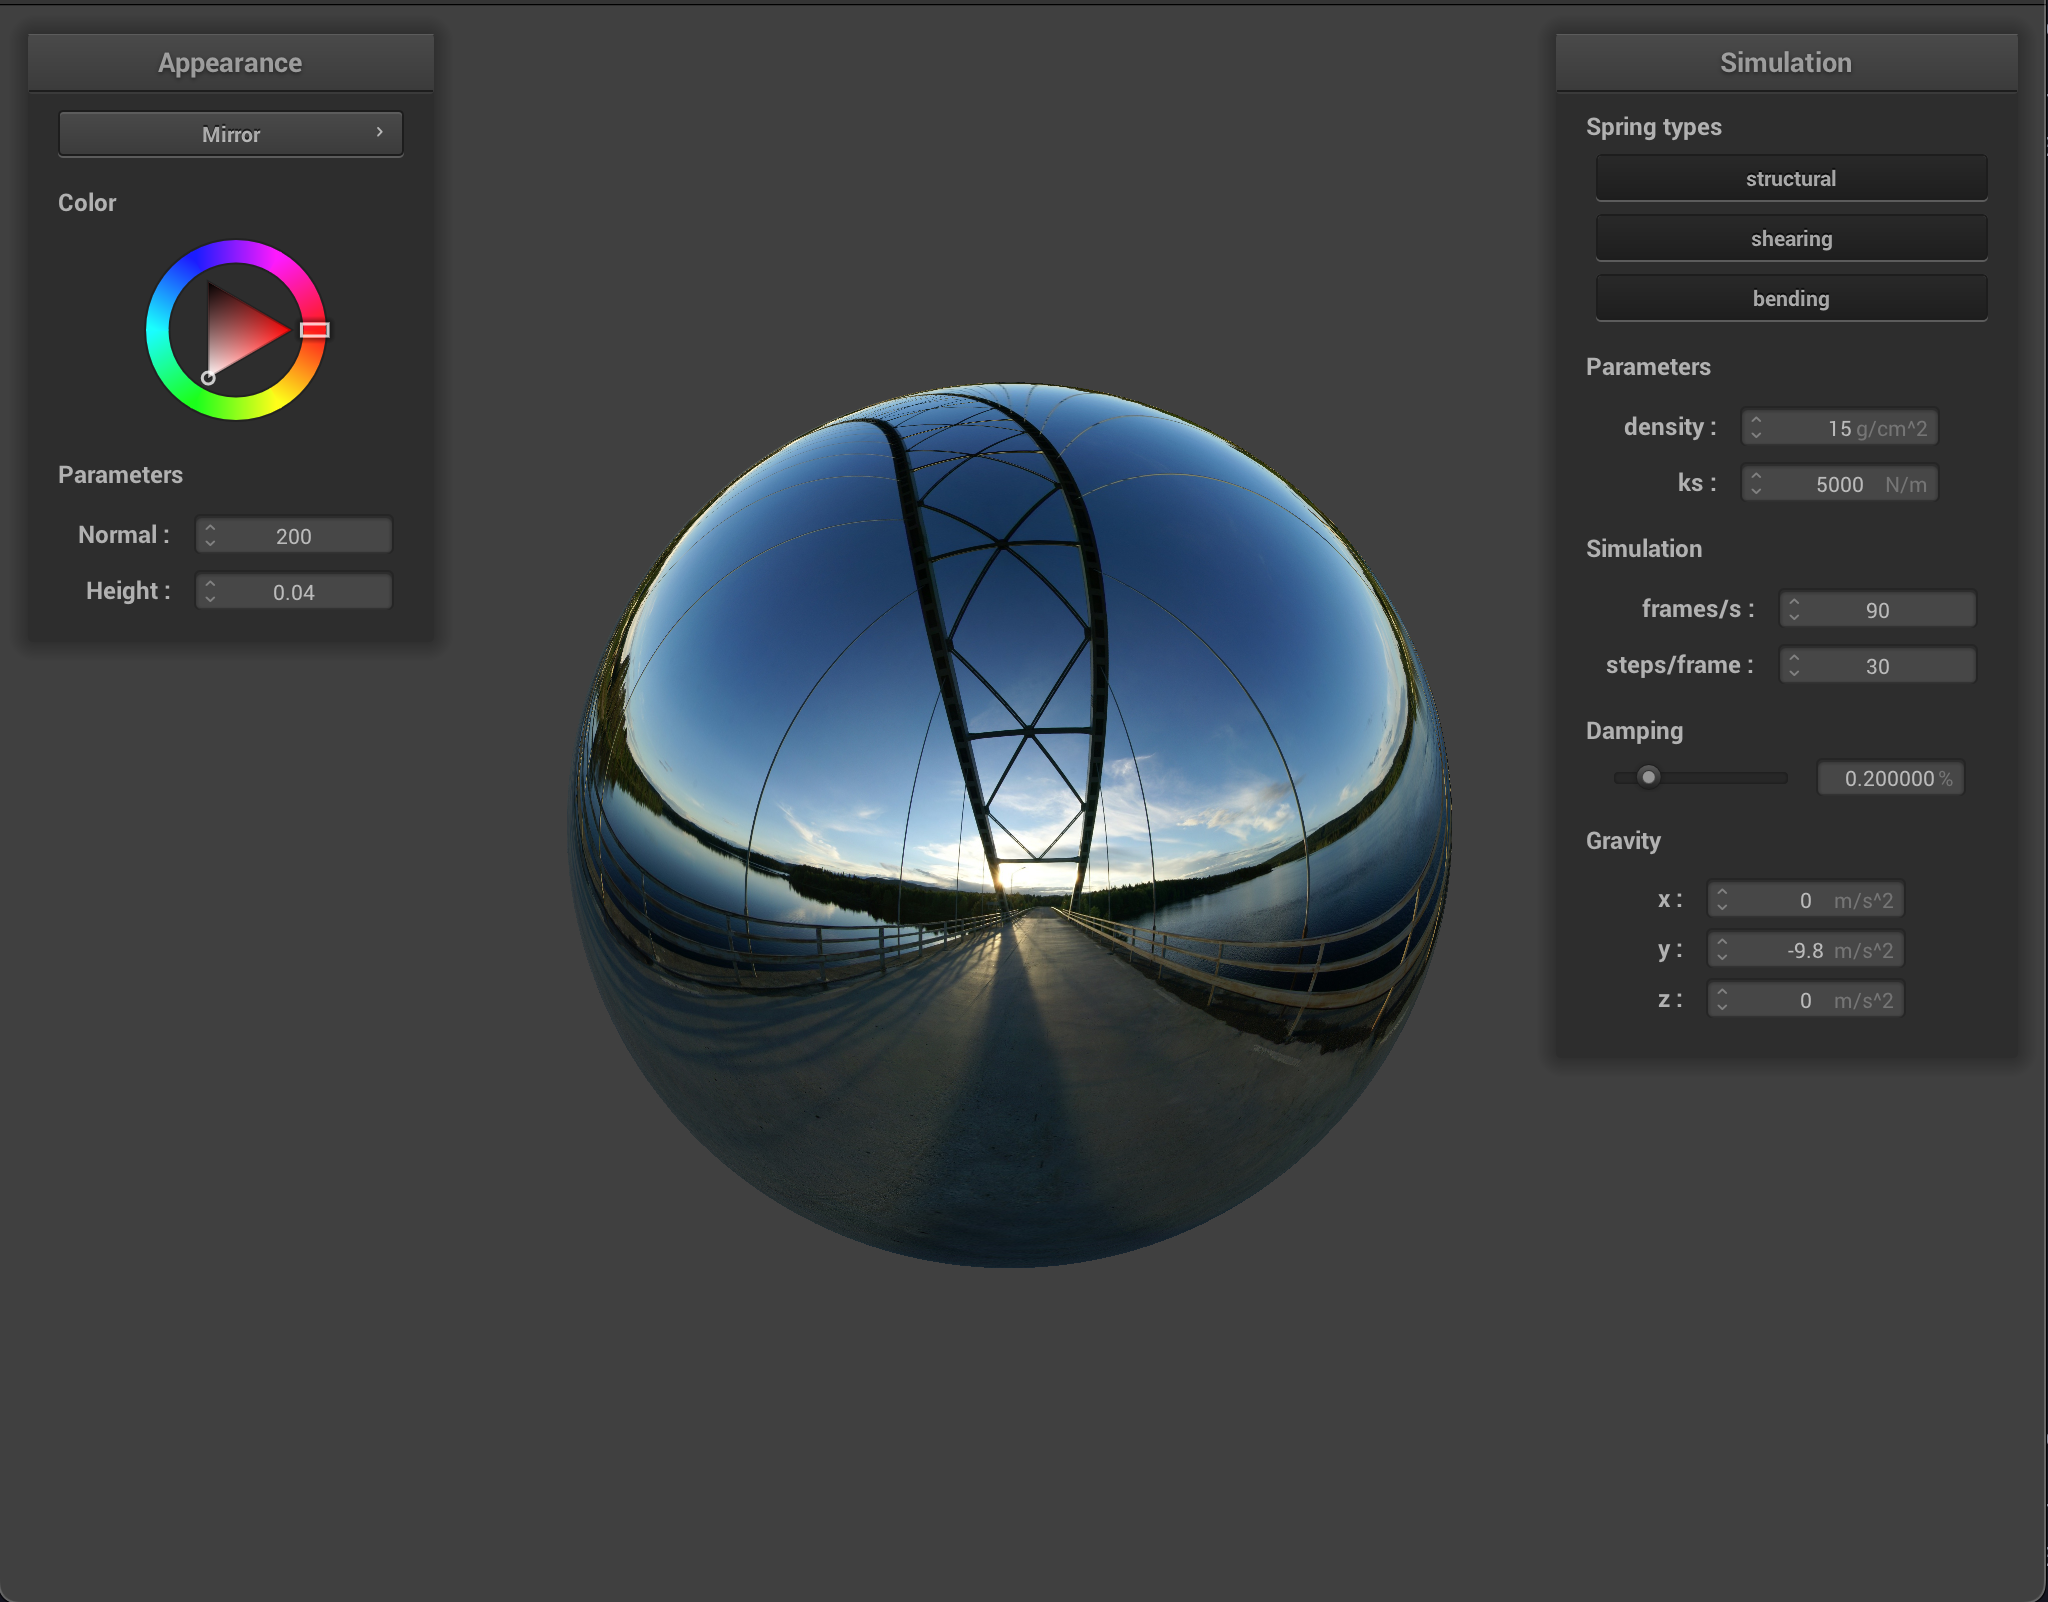 Appearance
Mirror
Color
Parameters
Normal : 200
Height : 0.04
Simulation
Spring types
structural
shearing
bending
Parameters
density : 15 g/cm^2
ks : 5000 N/m
Simulation
frames/s : 90
steps/frame : 30
Damping
0.200000 %
Gravity
x : 0 m/s^2
y : -9.8 m/s^2
z : 0 m/s^2